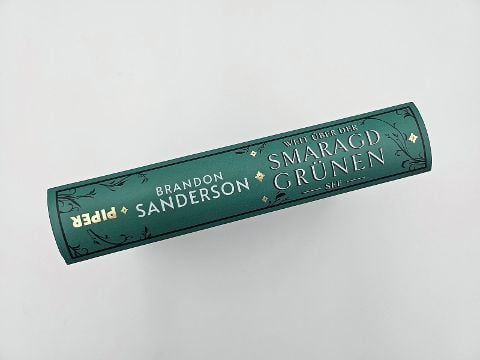 WEIT ÜBER DER
SMARAGD
GRÜNEN
SEE
BRANDON
SANDERSON
PIPER